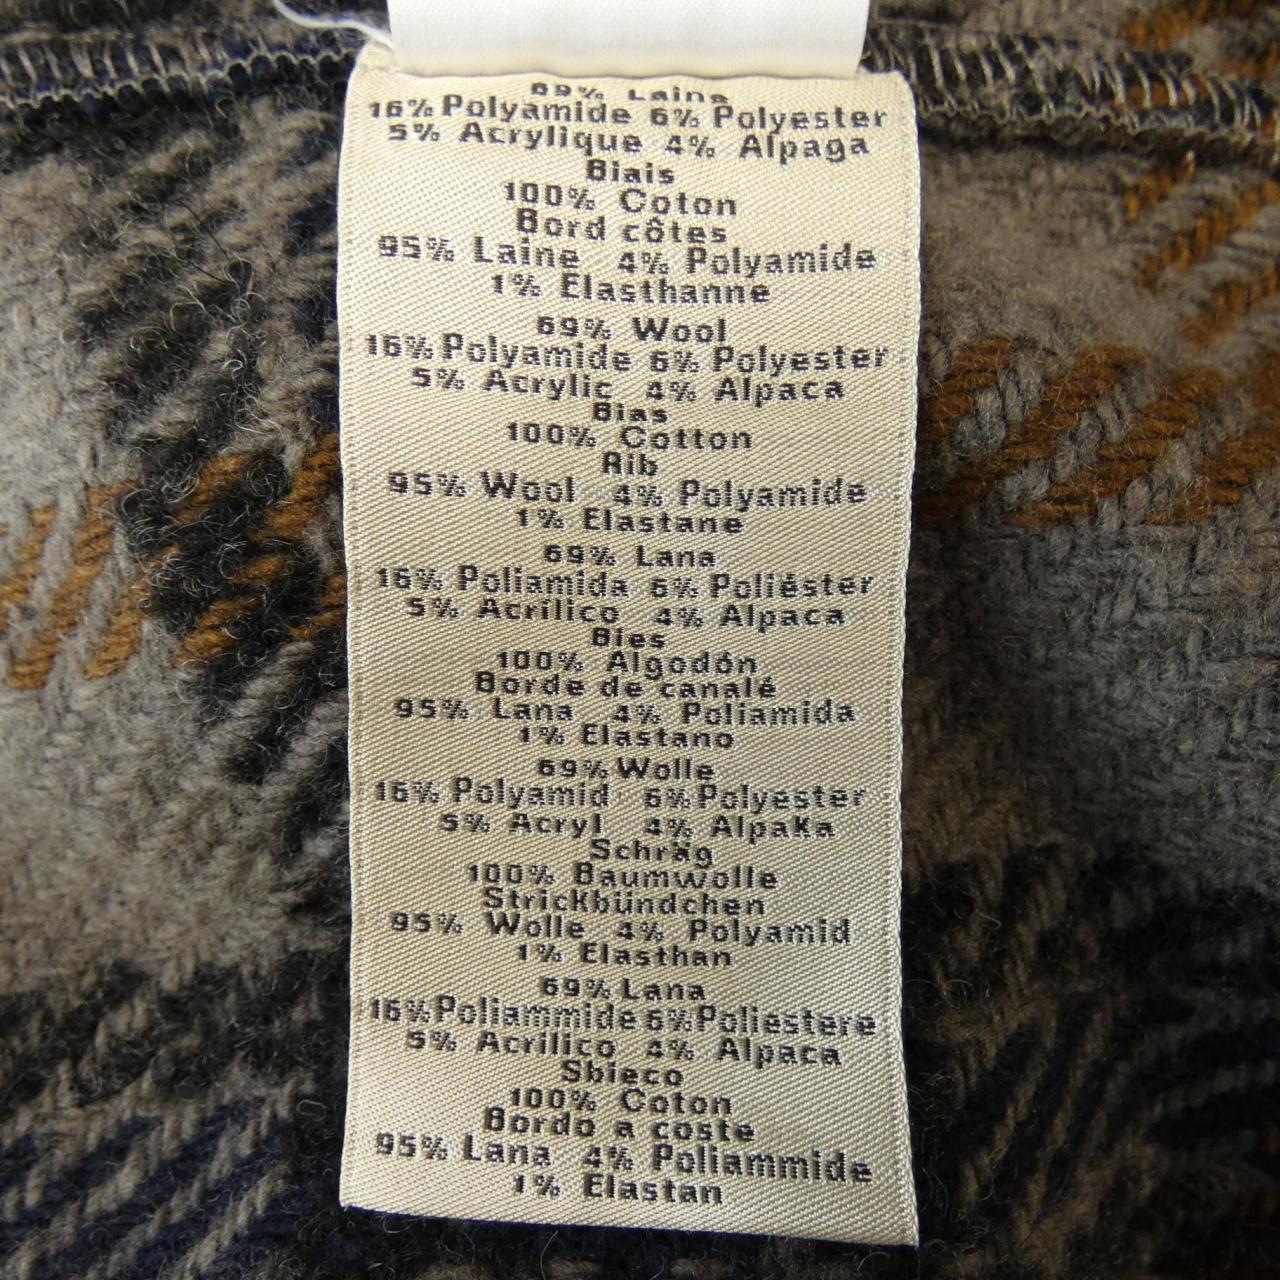 69% Laine
16% Polyamide 6% Polyester
5% Acrylique 4% Alpaga
Biais
100% Coton
Bord côtes
95% Laine 4% Polyamide
1% Elasthanne
69% Wool
16% Polyamide 6% Polyester
5% Acrylic 4% Alpaca
Bias
100% Cotton
Rib
95% Wool 4% Polyamide
1% Elastane
69% Lana
16% Poliamida 6% Poliéster
5% Acrílico 4% Alpaca
Bies
100% Algodón
Borde de canalé
95% Lana 4% Poliamida
1% Elastano
69% Wolle
16% Polyamid 6% Polyester
5% Acryl 4% Alpaka
Schräg
100% Baumwolle
Strickbündchen
95% Wolle 4% Polyamid
1% Elasthan
69% Lana
16% Poliammide 6% Poliestere
5% Acrilico 4% Alpaca
Sbieco
100% Coton
Bordo a coste
95% Lana 4% Poliammide
1% Elastan